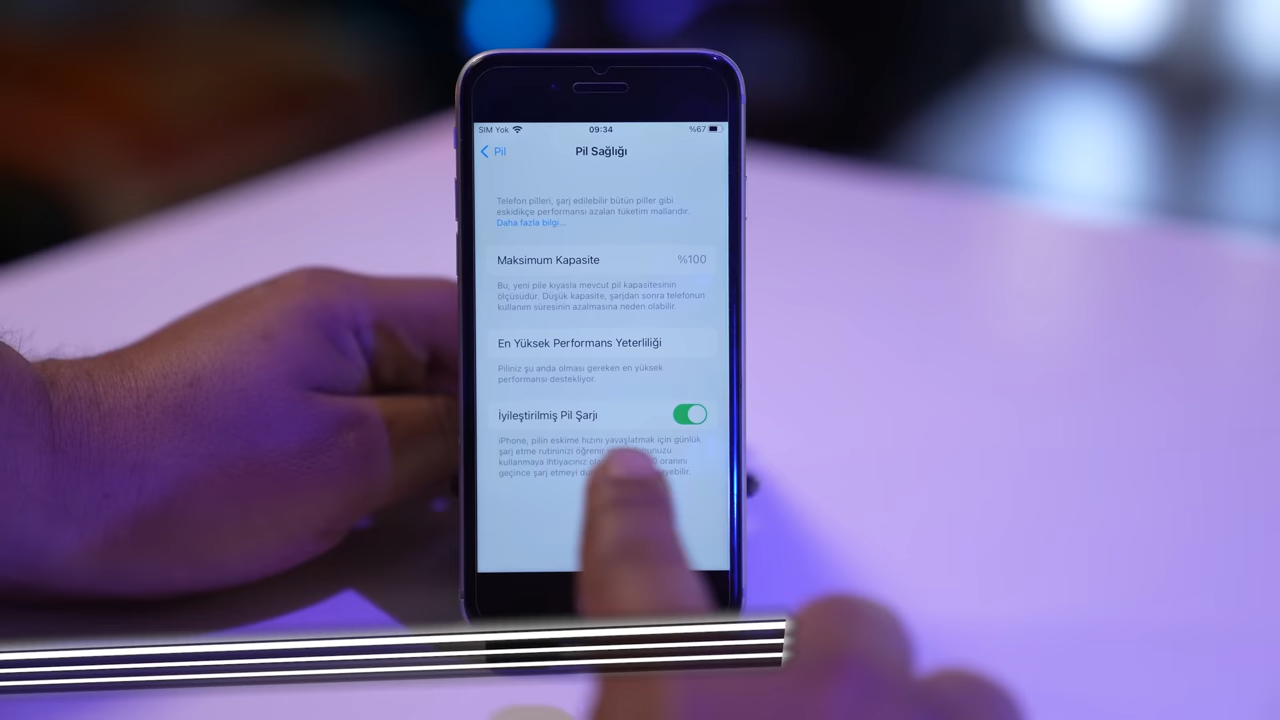 SIM Yok 09:34 %67
Pil Pil Sağlığı
Telefon pilleri, şarj edilebilir bütün piller gibi
eskidikçe performansı azalan tüketim mallarıdır.
Daha fazla bilgi...
Maksimum Kapasite %100
Bu, yeni pile kıyasla mevcut pil kapasitesinin
ölçüsüdür. Düşük kapasite, şarjdan sonra telefonun
kullanım süresinin azalmasına neden olabilir.
En Yüksek Performans Yeterliliği
Piliniz şu anda olması gereken en yüksek
performansı destekliyor.
İyileştirilmiş Pil Şarjı
iPhone, pilin eskime hızını yavaşlatmak için günlük
şarj etme rutininizi öğrenir
kullanmaya ihtiyacınız oranını
geçince şarj etmeyi